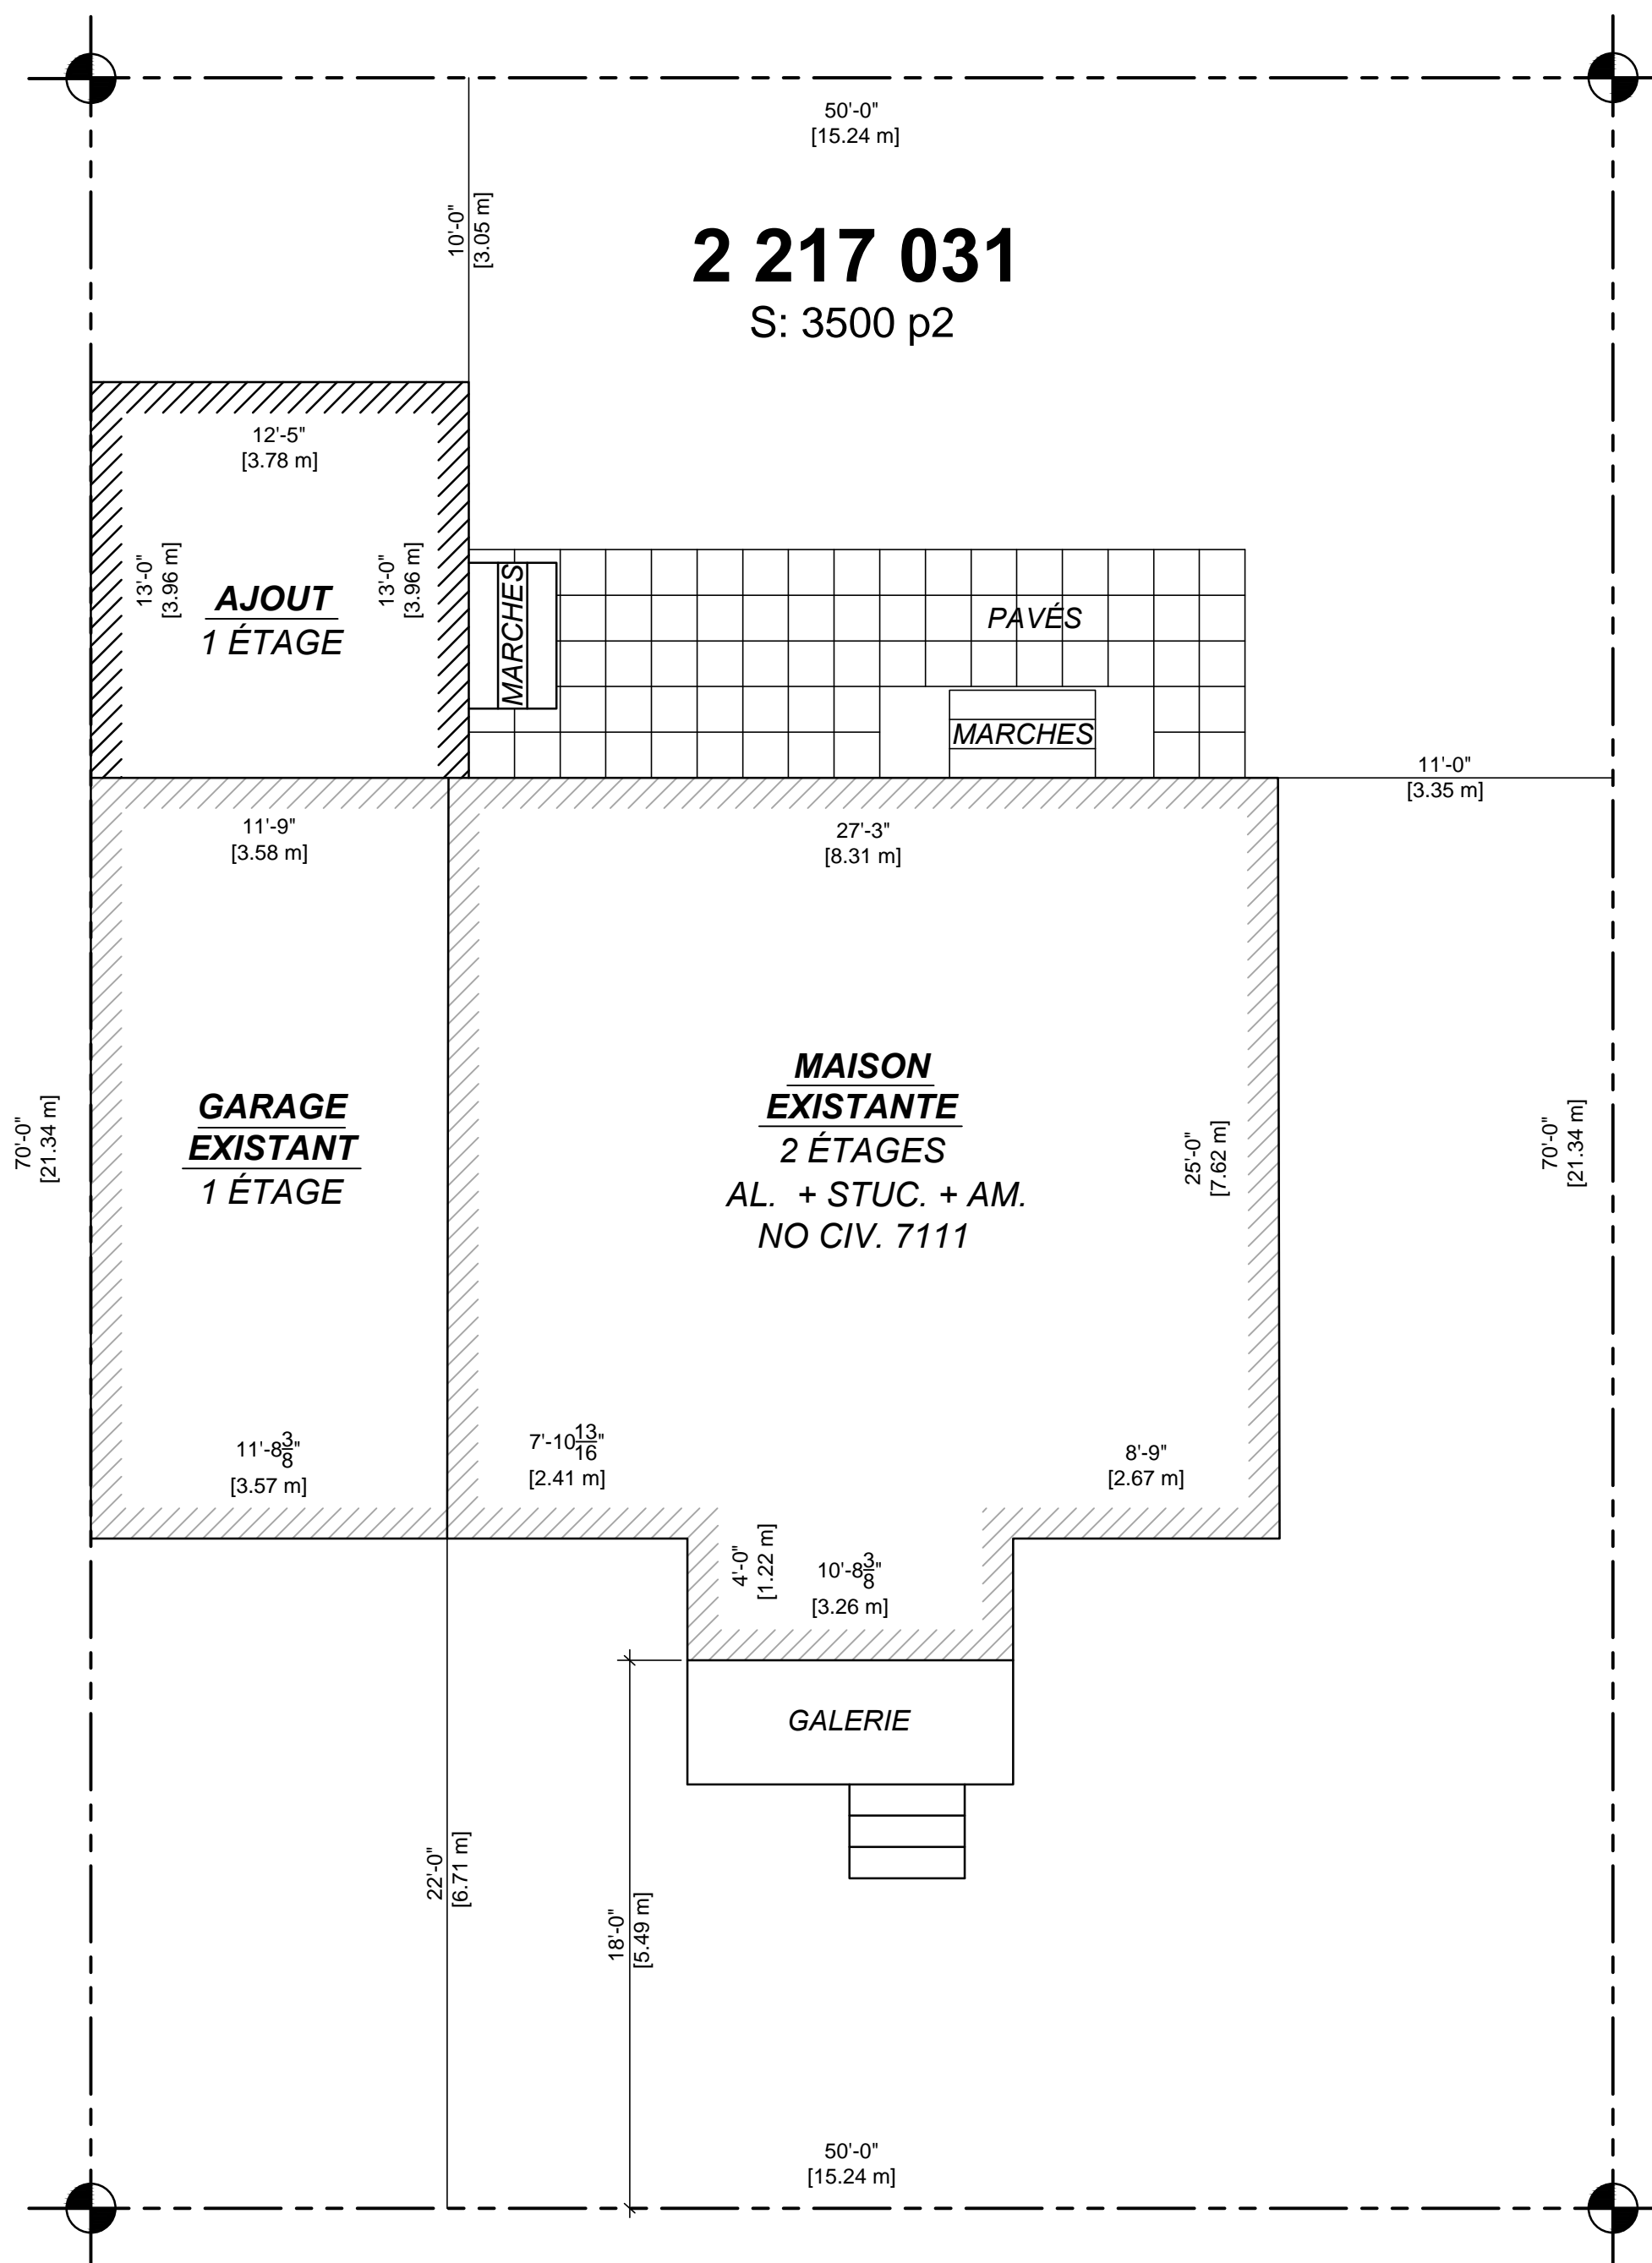 50'-0"
[15.24 m]
10'-0"
[3.05 m]
2 217 031
S: 3500 p2
12'-5"
[3.78 m]
13'-0"
[3.96 m]
13'-0"
[3.96 m]
AJOUT
1 ÉTAGE
MARCHES
PAVÉS
MARCHES
11'-0"
[3.35 m]
11'-9"
[3.58 m]
27'-3"
[8.31 m]
70'-0"
[21.34 m]
GARAGE
EXISTANT
1 ÉTAGE
MAISON
EXISTANTE
2 ÉTAGES
AL. + STUC. + AM.
NO CIV. 7111
25'-0"
[7.62 m]
70'-0"
[21.34 m]
11'-8 3/8"
[3.57 m]
7'-10 13/16"
[2.41 m]
8'-9"
[2.67 m]
4'-0"
[1.22 m]
10'-8 3/8"
[3.26 m]
GALERIE
22'-0"
[6.71 m]
18'-0"
[5.49 m]
50'-0"
[15.24 m]